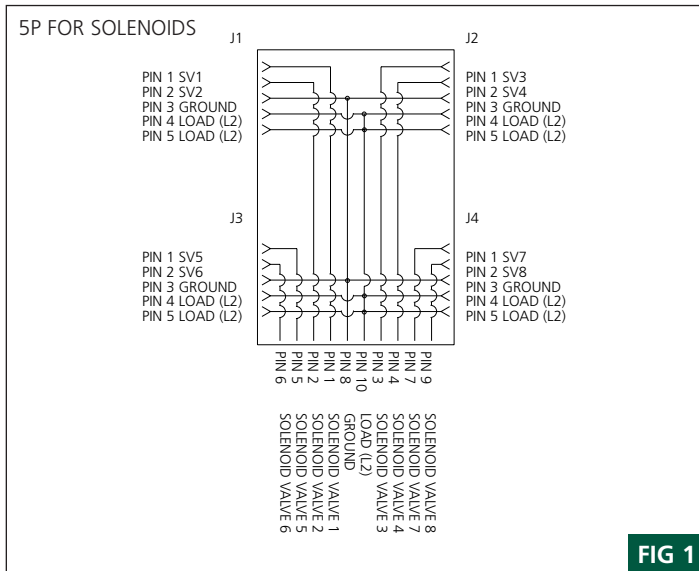 5P FOR SOLENOIDS
J1
J2
PIN 1 SV1
PIN 2 SV2
PIN 3 GROUND
PIN 4 LOAD (L2)
PIN 5 LOAD (L2)
PIN 1 SV3
PIN 2 SV4
PIN 3 GROUND
PIN 4 LOAD (L2)
PIN 5 LOAD (L2)
J3
J4
PIN 1 SV5
PIN 2 SV6
PIN 3 GROUND
PIN 4 LOAD (L2)
PIN 5 LOAD (L2)
PIN 1 SV7
PIN 2 SV8
PIN 3 GROUND
PIN 4 LOAD (L2)
PIN 5 LOAD (L2)
PIN 6
PIN 5
PIN 2
PIN 1
PIN 8
PIN 10
PIN 3
PIN 4
PIN 7
PIN 9
SOLENOID VALVE 6
SOLENOID VALVE 5
SOLENOID VALVE 2
SOLENOID VALVE 1
GROUND
LOAD (L2)
SOLENOID VALVE 3
SOLENOID VALVE 4
SOLENOID VALVE 7
SOLENOID VALVE 8
FIG 1